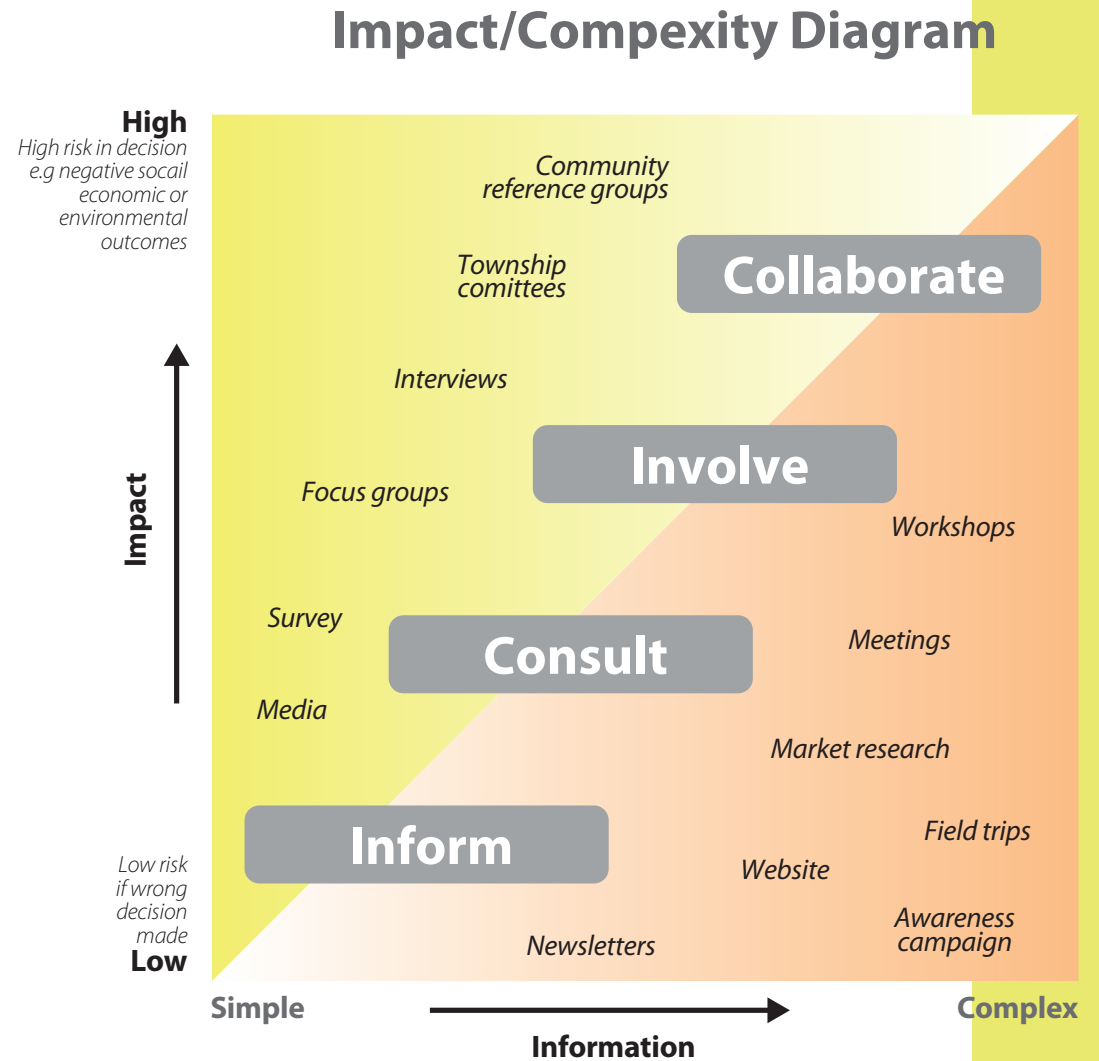 Impact/Compexity Diagram
High
High risk in decision
e.g negative socail
economic or
environmental
outcomes
Community
reference groups
Township
comittees
Collaborate
Interviews
Involve
Focus groups
Workshops
Impact
Survey
Consult
Meetings
Media
Market research
Inform
Field trips
Website
Low risk
if wrong
decision
made
Low
Awareness
campaign
Newsletters
Simple
Complex
Information